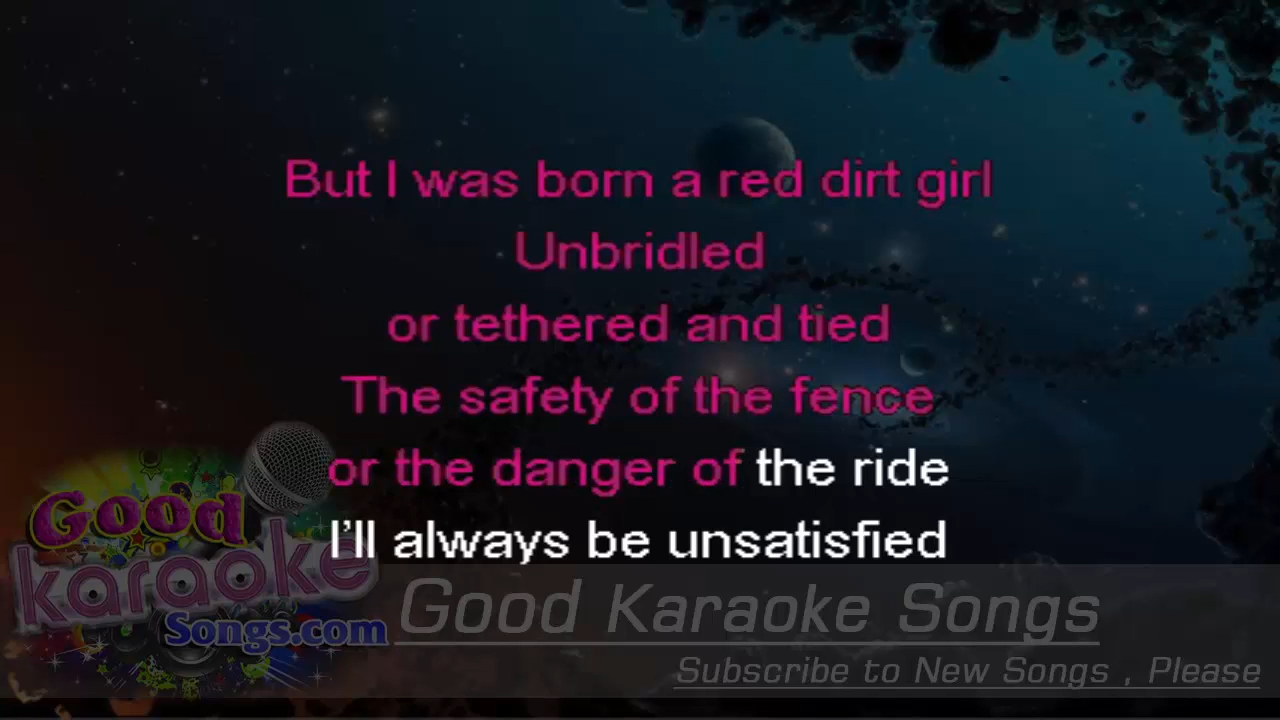 But I was born a red dirt girl
Unbridled
or tethered and tied
The safety of the fence
or the danger of the ride
I'll always be unsatisfied
Good
karaoke
Songs.com
Good Karaoke Songs
Subscribe to New Songs , Please